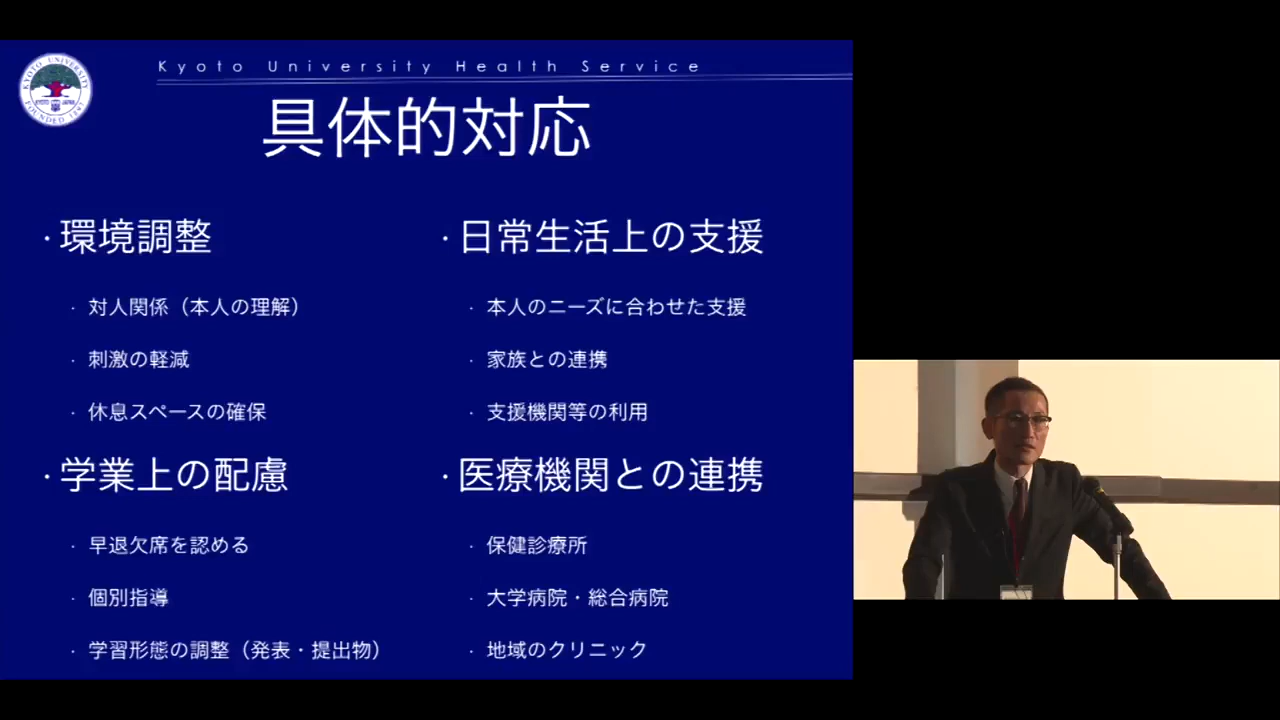 Kyoto University Health Service
KYOTO UNIVERSITY
KYOTO JAPAN
FOUNDED 1897
具体的対応
・環境調整
・対人関係（本人の理解）
・刺激の軽減
・休息スペースの確保
・学業上の配慮
・早退欠席を認める
・個別指導
・学習形態の調整（発表・提出物）
・日常生活上の支援
・本人のニーズに合わせた支援
・家族との連携
・支援機関等の利用
・医療機関との連携
・保健診療所
・大学病院・総合病院
・地域のクリニック